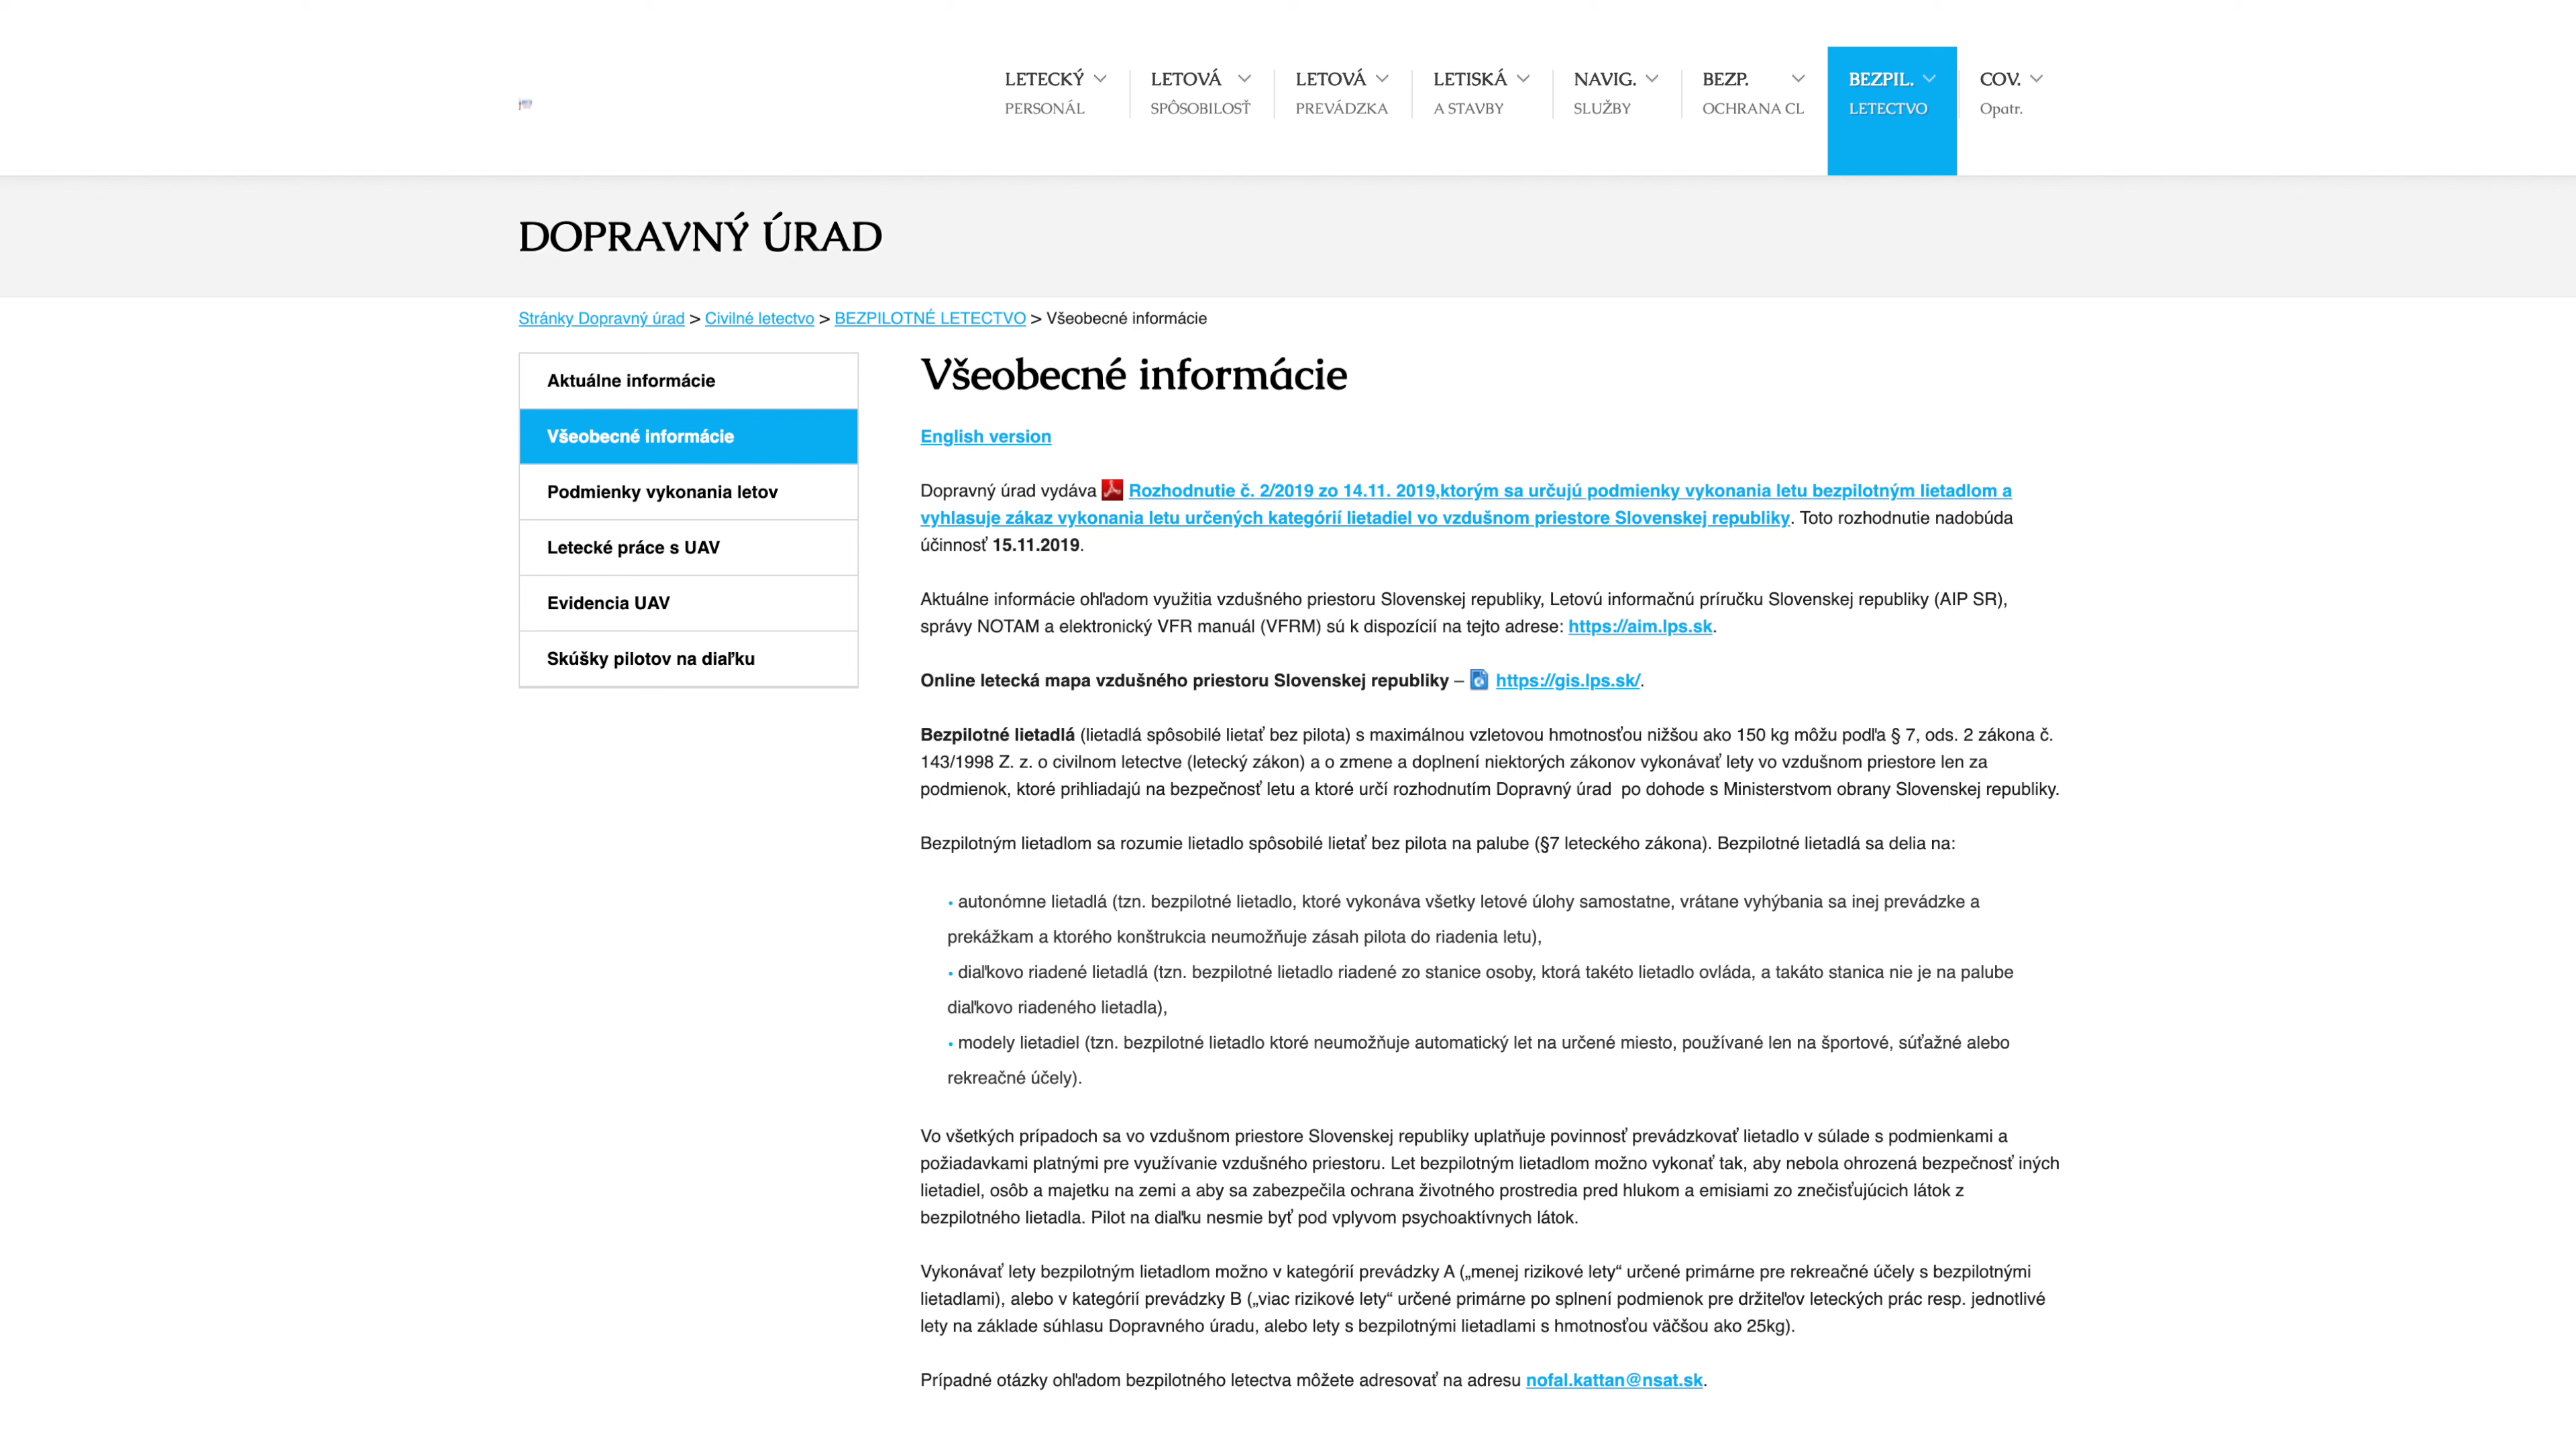 LETECKÝ
PERSONÁL
LETOVÁ
SPÔSOBILOSŤ
LETOVÁ
PREVÁDZKA
LETISKÁ
A STAVBY
NAVIG.
SLUŽBY
BEZP.
OCHRANA CL
BEZPIL.
LETECTVO
COV.
Opatr.
DOPRAVNÝ ÚRAD
Stránky Dopravný úrad > Civilné letectvo > BEZPILOTNÉ LETECTVO > Všeobecné informácie
Aktuálne informácie
Všeobecné informácie
Podmienky vykonania letov
Letecké práce s UAV
Evidencia UAV
Skúšky pilotov na diaľku
Všeobecné informácie
English version
Dopravný úrad vydáva Rozhodnutie č. 2/2019 zo 14.11. 2019,ktorým sa určujú podmienky vykonania letu bezpilotným lietadlom a
vyhlasuje zákaz vykonania letu určených kategórií lietadiel vo vzdušnom priestore Slovenskej republiky. Toto rozhodnutie nadobúda
účinnosť 15.11.2019.
Aktuálne informácie ohľadom využitia vzdušného priestoru Slovenskej republiky, Letovú informačnú príručku Slovenskej republiky (AIP SR),
správy NOTAM a elektronický VFR manuál (VFRM) sú k dispozícií na tejto adrese: https://aim.lps.sk.
Online letecká mapa vzdušného priestoru Slovenskej republiky – https://gis.lps.sk/.
Bezpilotné lietadlá (lietadlá spôsobilé lietať bez pilota) s maximálnou vzletovou hmotnosťou nižšou ako 150 kg môžu podľa § 7, ods. 2 zákona č.
143/1998 Z. z. o civilnom letectve (letecký zákon) a o zmene a doplnení niektorých zákonov vykonávať lety vo vzdušnom priestore len za
podmienok, ktoré prihliadajú na bezpečnosť letu a ktoré určí rozhodnutím Dopravný úrad po dohode s Ministerstvom obrany Slovenskej republiky.
Bezpilotným lietadlom sa rozumie lietadlo spôsobilé lietať bez pilota na palube (§7 leteckého zákona). Bezpilotné lietadlá sa delia na:
• autonómne lietadlá (tzn. bezpilotné lietadlo, ktoré vykonáva všetky letové úlohy samostatne, vrátane vyhýbania sa inej prevádzke a
prekážkam a ktorého konštrukcia neumožňuje zásah pilota do riadenia letu),
• diaľkovo riadené lietadlá (tzn. bezpilotné lietadlo riadené zo stanice osoby, ktorá takéto lietadlo ovláda, a takáto stanica nie je na palube
diaľkovo riadeného lietadla),
• modely lietadiel (tzn. bezpilotné lietadlo ktoré neumožňuje automatický let na určené miesto, používané len na športové, súťažné alebo
rekreačné účely).
Vo všetkých prípadoch sa vo vzdušnom priestore Slovenskej republiky uplatňuje povinnosť prevádzkovať lietadlo v súlade s podmienkami a
požiadavkami platnými pre využívanie vzdušného priestoru. Let bezpilotným lietadlom možno vykonať tak, aby nebola ohrozená bezpečnosť iných
lietadiel, osôb a majetku na zemi a aby sa zabezpečila ochrana životného prostredia pred hlukom a emisiami zo znečisťujúcich látok z
bezpilotného lietadla. Pilot na diaľku nesmie byť pod vplyvom psychoaktívnych látok.
Vykonávať lety bezpilotným lietadlom možno v kategórií prevádzky A („menej rizikové lety“ určené primárne pre rekreačné účely s bezpilotnými
lietadlami), alebo v kategórií prevádzky B („viac rizikové lety“ určené primárne po splnení podmienok pre držiteľov leteckých prác resp. jednotlivé
lety na základe súhlasu Dopravného úradu, alebo lety s bezpilotnými lietadlami s hmotnosťou väčšou ako 25kg).
Prípadné otázky ohľadom bezpilotného letectva môžete adresovať na adresu nofal.kattan@nsat.sk.